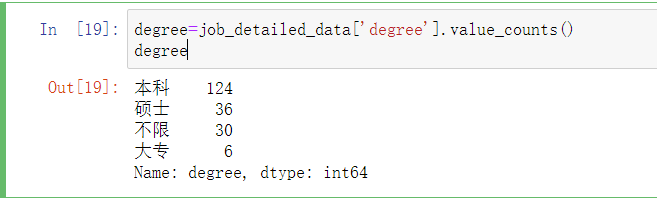 In [19]: degree=job_detailed_data['degree'].value_counts()
degree
Out[19]: 本科 124
硕士 36
不限 30
大专 6
Name: degree, dtype: int64